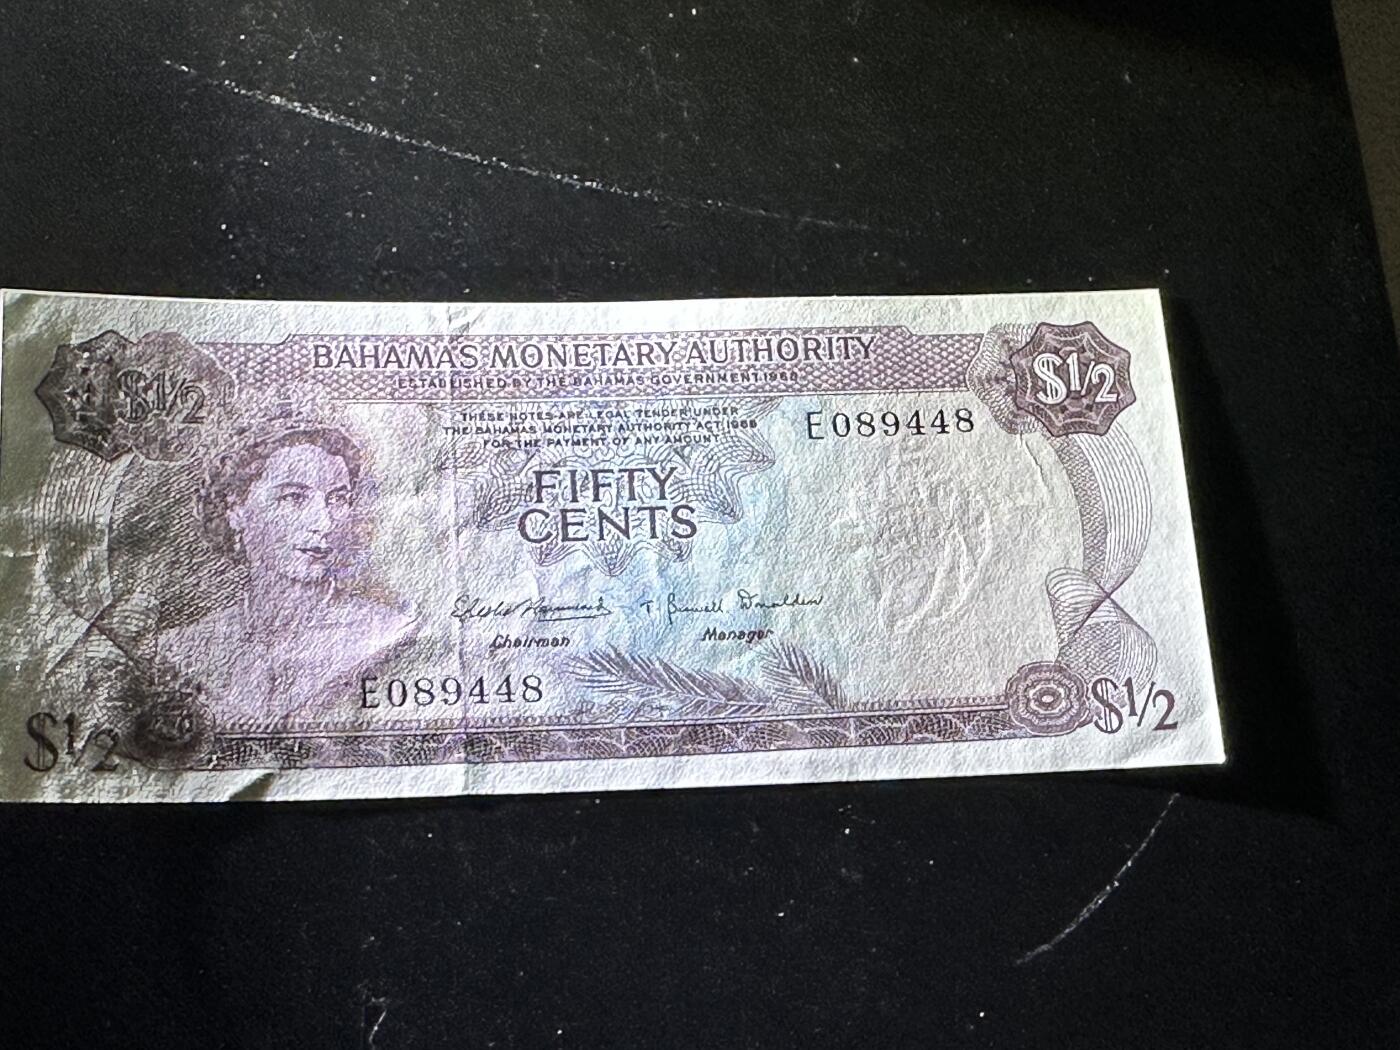 BAHAMAS MONETARY AUTHORITY
ESTABLISHED BY THE BAHAMAS GOVERNMENT 1968
$1/2
$1/2
THESE NOTES ARE LEGAL TENDER UNDER
THE BAHAMAS MONETARY AUTHORITY ACT 1968
FOR THE PAYMENT OF ANY AMOUNT
E089448
FIFTY
CENTS
T. Donaldson
Chairman Manager
E089448
$1/2
$1/2